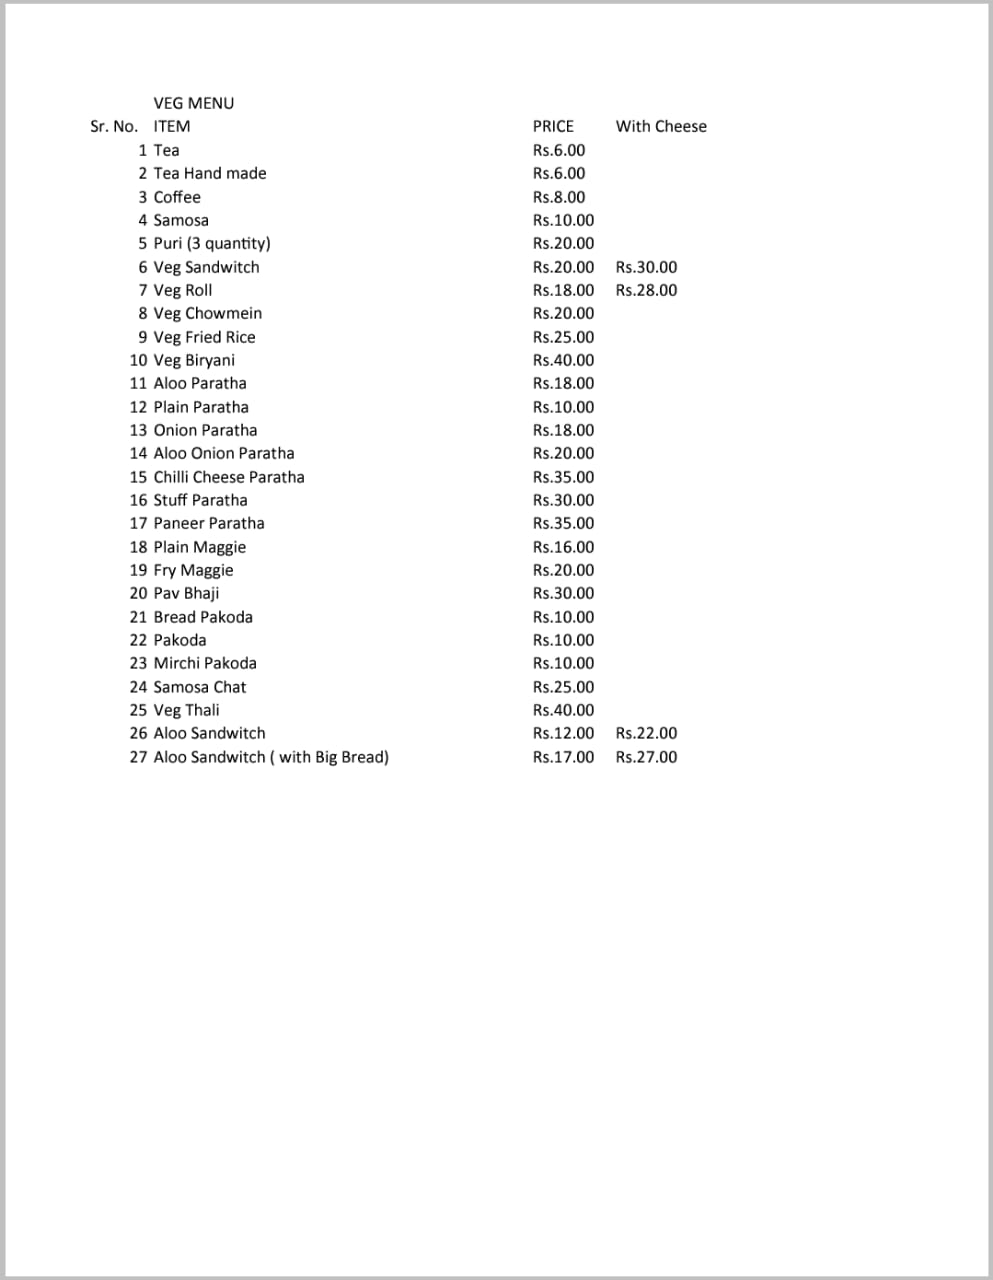 VEG MENU
Sr. No. ITEM PRICE With Cheese
1 Tea Rs.6.00
2 Tea Hand made Rs.6.00
3 Coffee Rs.8.00
4 Samosa Rs.10.00
5 Puri (3 quantity) Rs.20.00
6 Veg Sandwitch Rs.20.00 Rs.30.00
7 Veg Roll Rs.18.00 Rs.28.00
8 Veg Chowmein Rs.20.00
9 Veg Fried Rice Rs.25.00
10 Veg Biryani Rs.40.00
11 Aloo Paratha Rs.18.00
12 Plain Paratha Rs.10.00
13 Onion Paratha Rs.18.00
14 Aloo Onion Paratha Rs.20.00
15 Chilli Cheese Paratha Rs.35.00
16 Stuff Paratha Rs.30.00
17 Paneer Paratha Rs.35.00
18 Plain Maggie Rs.16.00
19 Fry Maggie Rs.20.00
20 Pav Bhaji Rs.30.00
21 Bread Pakoda Rs.10.00
22 Pakoda Rs.10.00
23 Mirchi Pakoda Rs.10.00
24 Samosa Chat Rs.25.00
25 Veg Thali Rs.40.00
26 Aloo Sandwitch Rs.12.00 Rs.22.00
27 Aloo Sandwitch ( with Big Bread) Rs.17.00 Rs.27.00